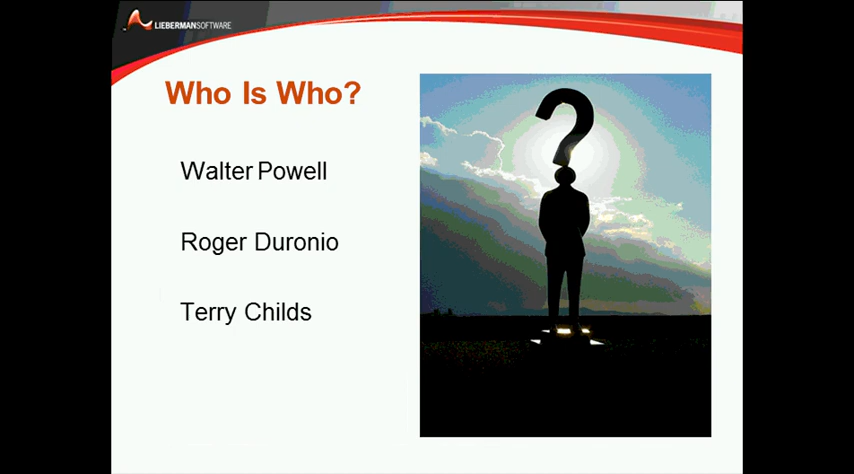 LIEBERMANSOFTWARE
Who Is Who?
Walter Powell
Roger Duronio
Terry Childs